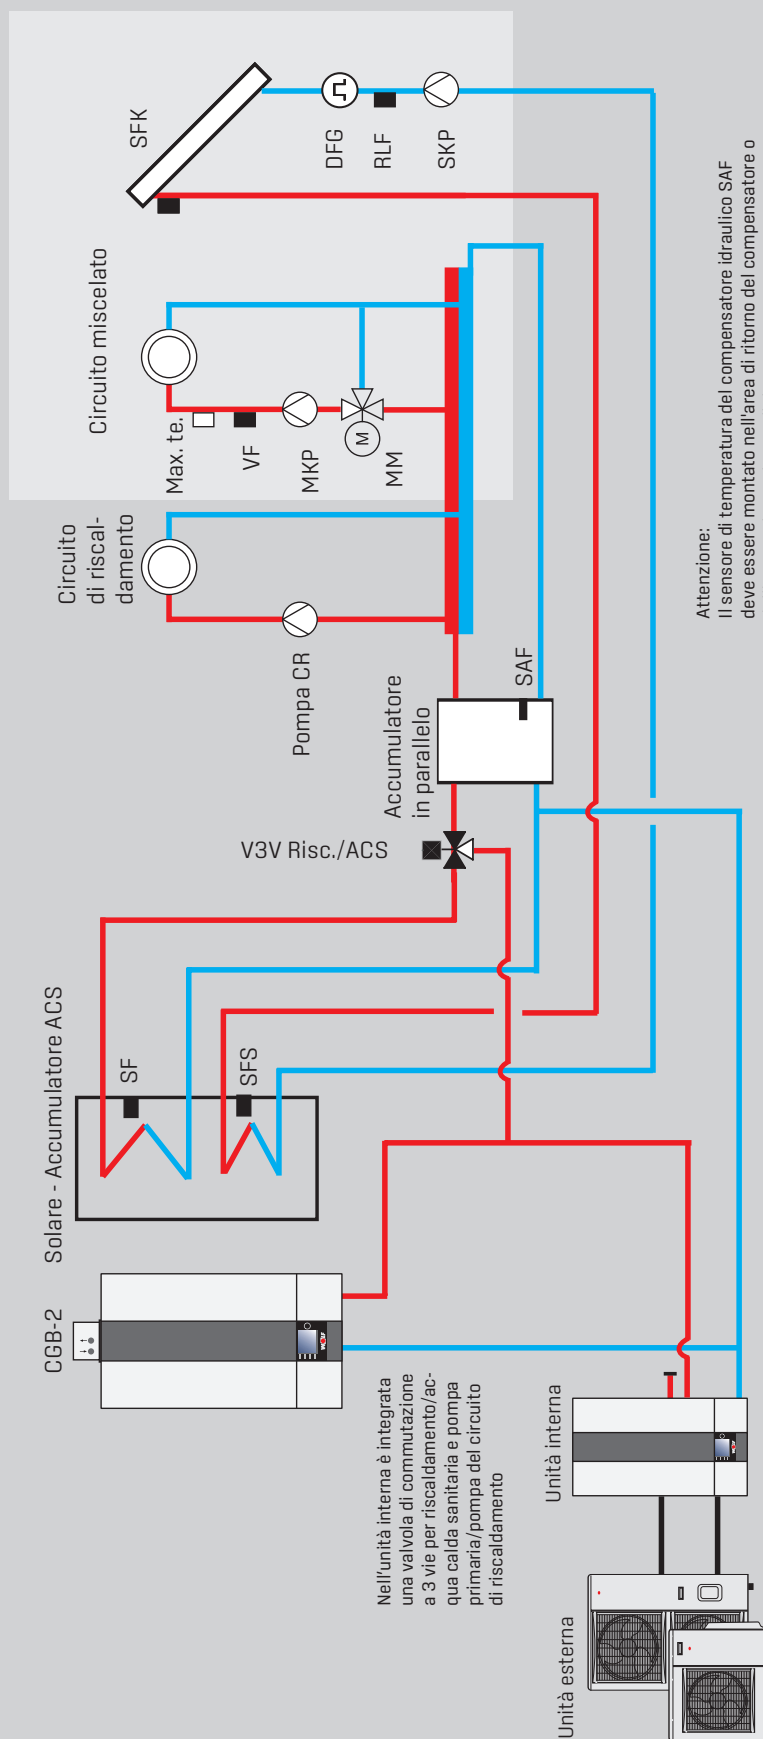 Unità esterna
Unità interna
Nell'unità interna è integrata
una valvola di commutazione
a 3 vie per riscaldamento/ac-
qua calda sanitaria e pompa
primaria/pompa del circuito
di riscaldamento
CGB-2
Solare - Accumulatore ACS
SF
SFS
V3V Risc./ACS
Accumulatore
in parallelo
SAF
Circuito
di riscal-
damento
Pompa CR
Circuito miscelato
Max. te.
VF
MKP
MM
M
SFK
DFG
RLF
SKP
Attenzione:
Il sensore di temperatura del compensatore idraulico SAF
deve essere montato nell'area di ritorno del compensatore o